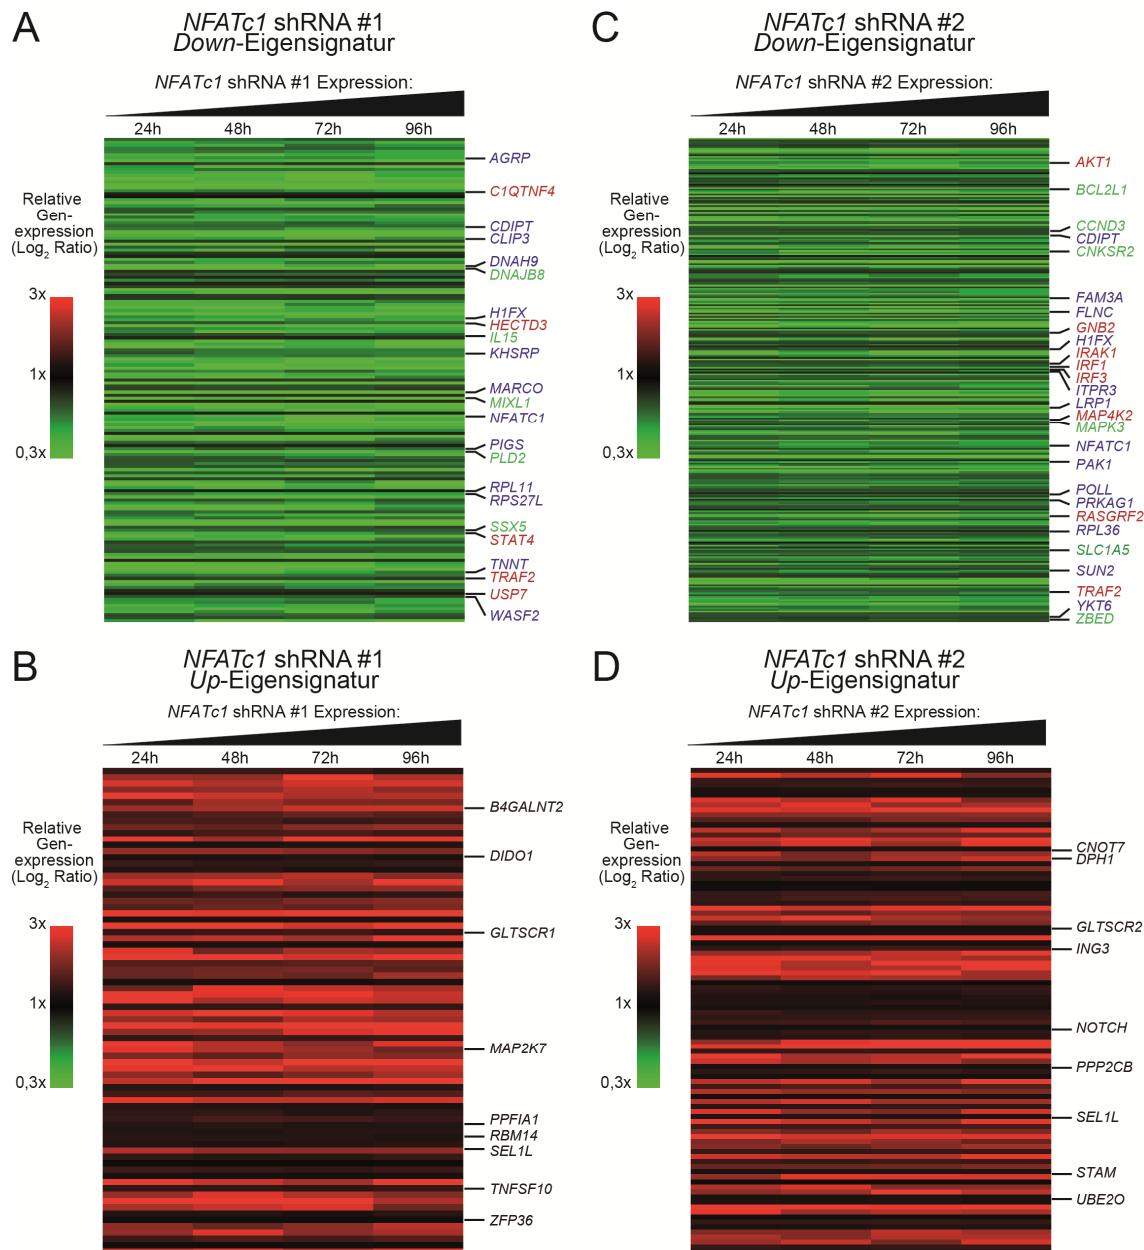 A
NFATc1 shRNA #1
Down-Eigensignatur
NFATc1 shRNA #1 Expression:
24h 48h 72h 96h
Relative
Gen-
expression
(Log2 Ratio)
3x
1x
0,3x
AGRP
C1QTNF4
CDIPT
CLIP3
DNAH9
DNAJB8
H1FX
HECTD3
IL15
KHSRP
MARCO
MIXL1
NFATC1
PIGS
PLD2
RPL11
RPS27L
SSX5
STAT4
TNNT
TRAF2
USP7
WASF2
C
NFATc1 shRNA #2
Down-Eigensignatur
NFATc1 shRNA #2 Expression:
24h 48h 72h 96h
Relative
Gen-
expression
(Log2 Ratio)
3x
1x
0,3x
AKT1
BCL2L1
CCND3
CDIPT
CNKSR2
FAM3A
FLNC
GNB2
H1FX
IRAK1
IRF1
IRF3
ITPR3
LRP1
MAP4K2
MAPK3
NFATC1
PAK1
POLL
PRKAG1
RASGRF2
RPL36
SLC1A5
SUN2
TRAF2
YKT6
ZBED
B
NFATc1 shRNA #1
Up-Eigensignatur
NFATc1 shRNA #1 Expression:
24h 48h 72h 96h
Relative
Gen-
expression
(Log2 Ratio)
3x
1x
0,3x
B4GALNT2
DIDO1
GLTSCR1
MAP2K7
PPFIA1
RBM14
SEL1L
TNFSF10
ZFP36
D
NFATc1 shRNA #2
Up-Eigensignatur
NFATc1 shRNA #2 Expression:
24h 48h 72h 96h
Relative
Gen-
expression
(Log2 Ratio)
3x
1x
0,3x
CNOT7
DPH1
GLTSCR2
ING3
NOTCH
PPP2CB
SEL1L
STAM
UBE2O